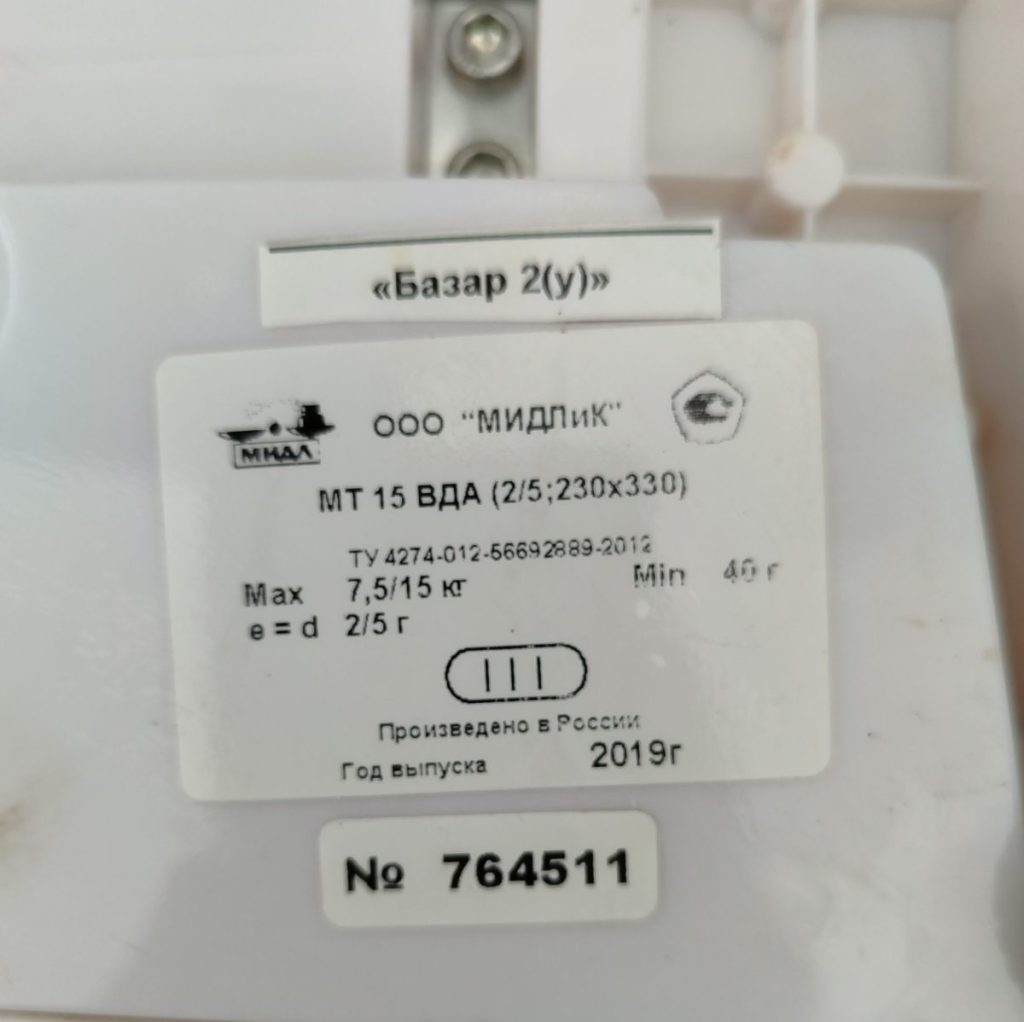 «Базар 2(у)»
МИДЛ
ООО "МИДЛиК"
МТ 15 ВДА (2/5;230х330)
ТУ 4274-012-56692889-2012
Max 7,5/15 кг Min 40 г
e = d 2/5 г
III
Произведено в России
Год выпуска 2019г
№ 764511